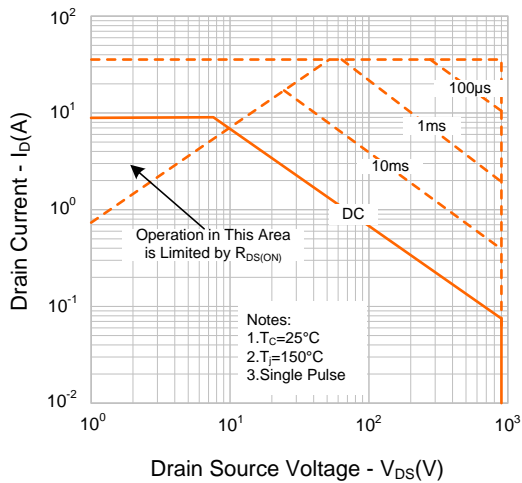 10²
10¹
10⁰
10⁻¹
10⁻²
Drain Current - I_D(A)
100µs
1ms
10ms
DC
Operation in This Area
is Limited by R_DS(ON)
Notes:
1.T_C=25°C
2.T_j=150°C
3.Single Pulse
10⁰
10¹
10²
10³
Drain Source Voltage - V_DS(V)